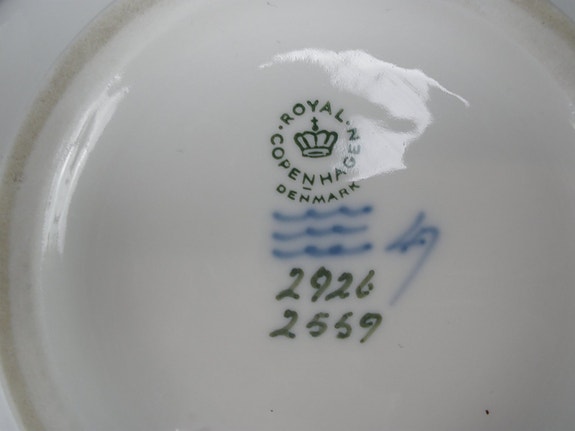 ROYAL
COPENHAGEN
DENMARK
2926
2559